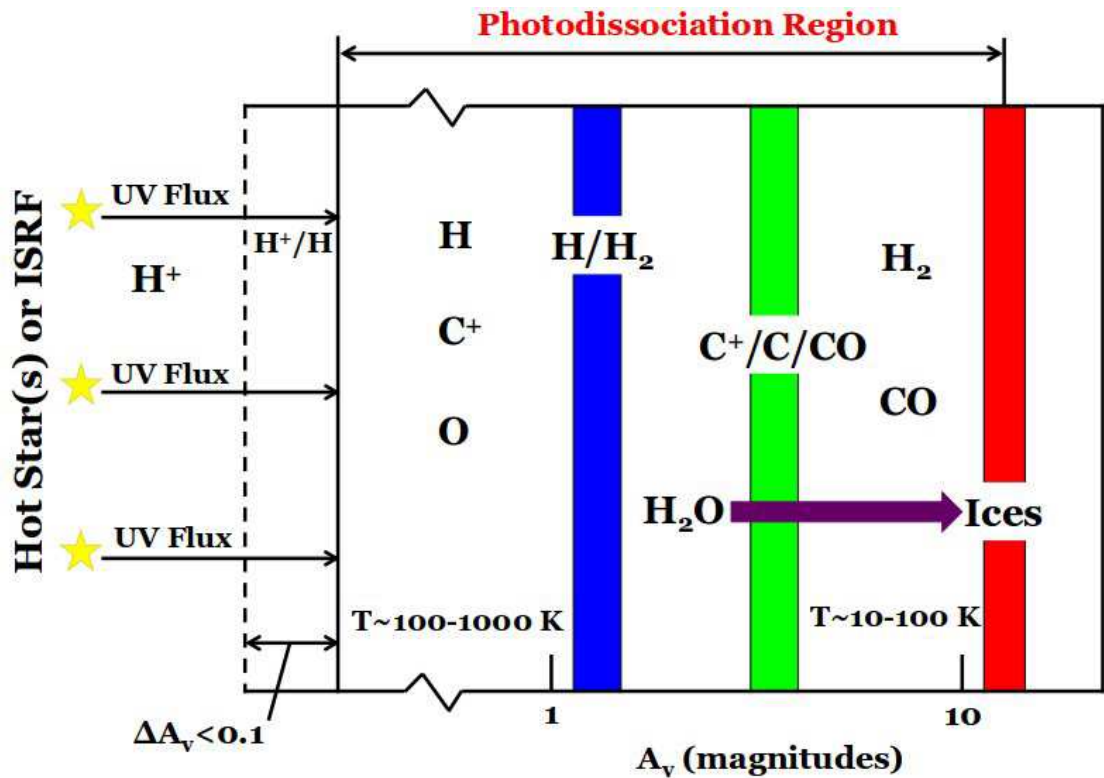 Photodissociation Region
Hot Star(s) or ISRF
UV Flux
H⁺/H
H⁺
UV Flux
UV Flux
H
C⁺
O
H/H₂
C⁺/C/CO
H₂
CO
H₂O
Ices
T~100-1000 K
T~10-100 K
1
10
ΔAᵥ<0.1
Aᵥ (magnitudes)